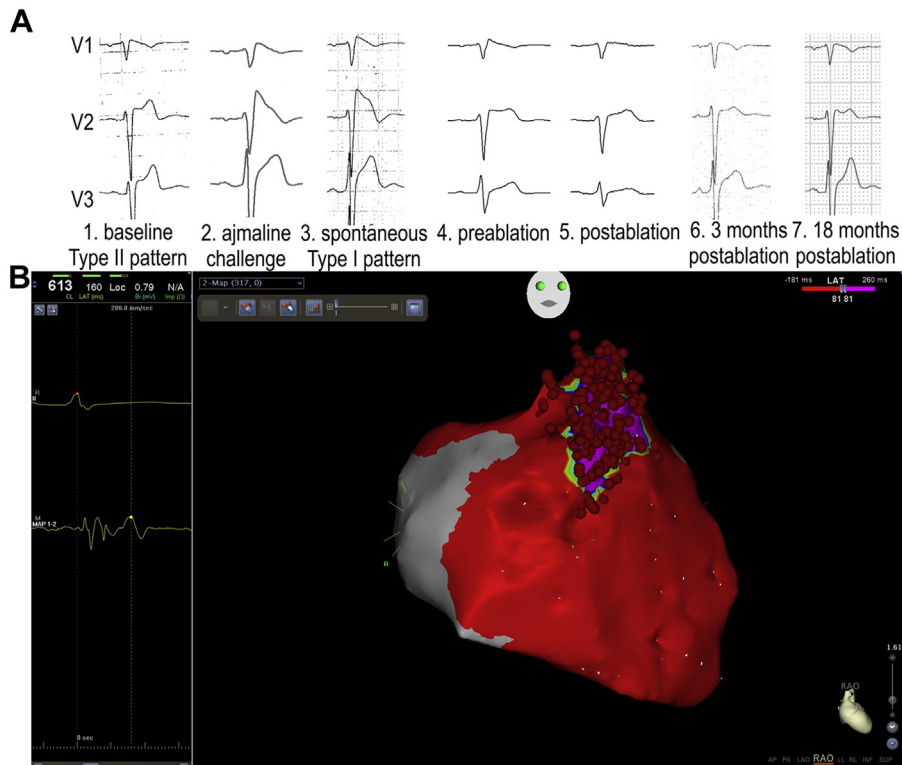 A
V1
V2
V3
1. baseline
Type II pattern
2. ajmaline
challenge
3. spontaneous
Type I pattern
4. preablation
5. postablation
6. 3 months
postablation
7. 18 months
postablation
B
613 160 Loc 0.79 N/A
CL LAT (ms) Bi (mV) Imp (Ω)
200.0 mm/sec
2-Map (317, 0)
-191 ms LAT 260 ms
81 81
1
R
II
M
MAP 1-2
R
0 sec
1.61
RAO
AP PA LAO RAO LL RL INF SUP